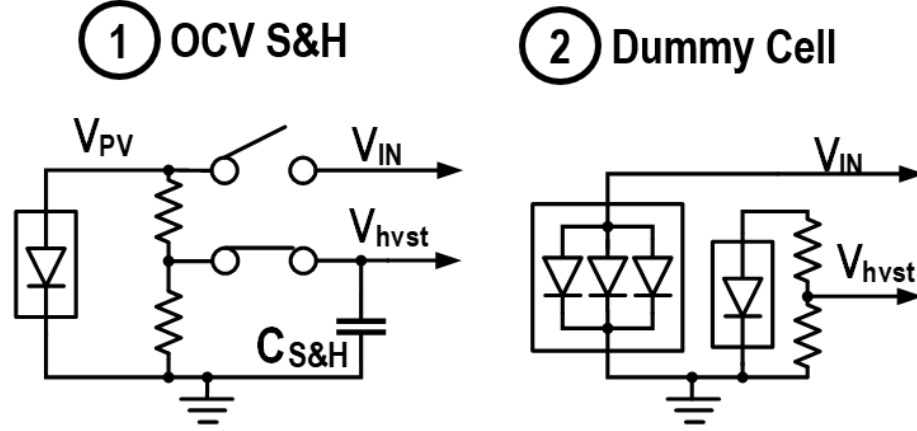 1 OCV S&H
2 Dummy Cell
VPV
VIN
Vhvst
CS&H
VIN
Vhvst